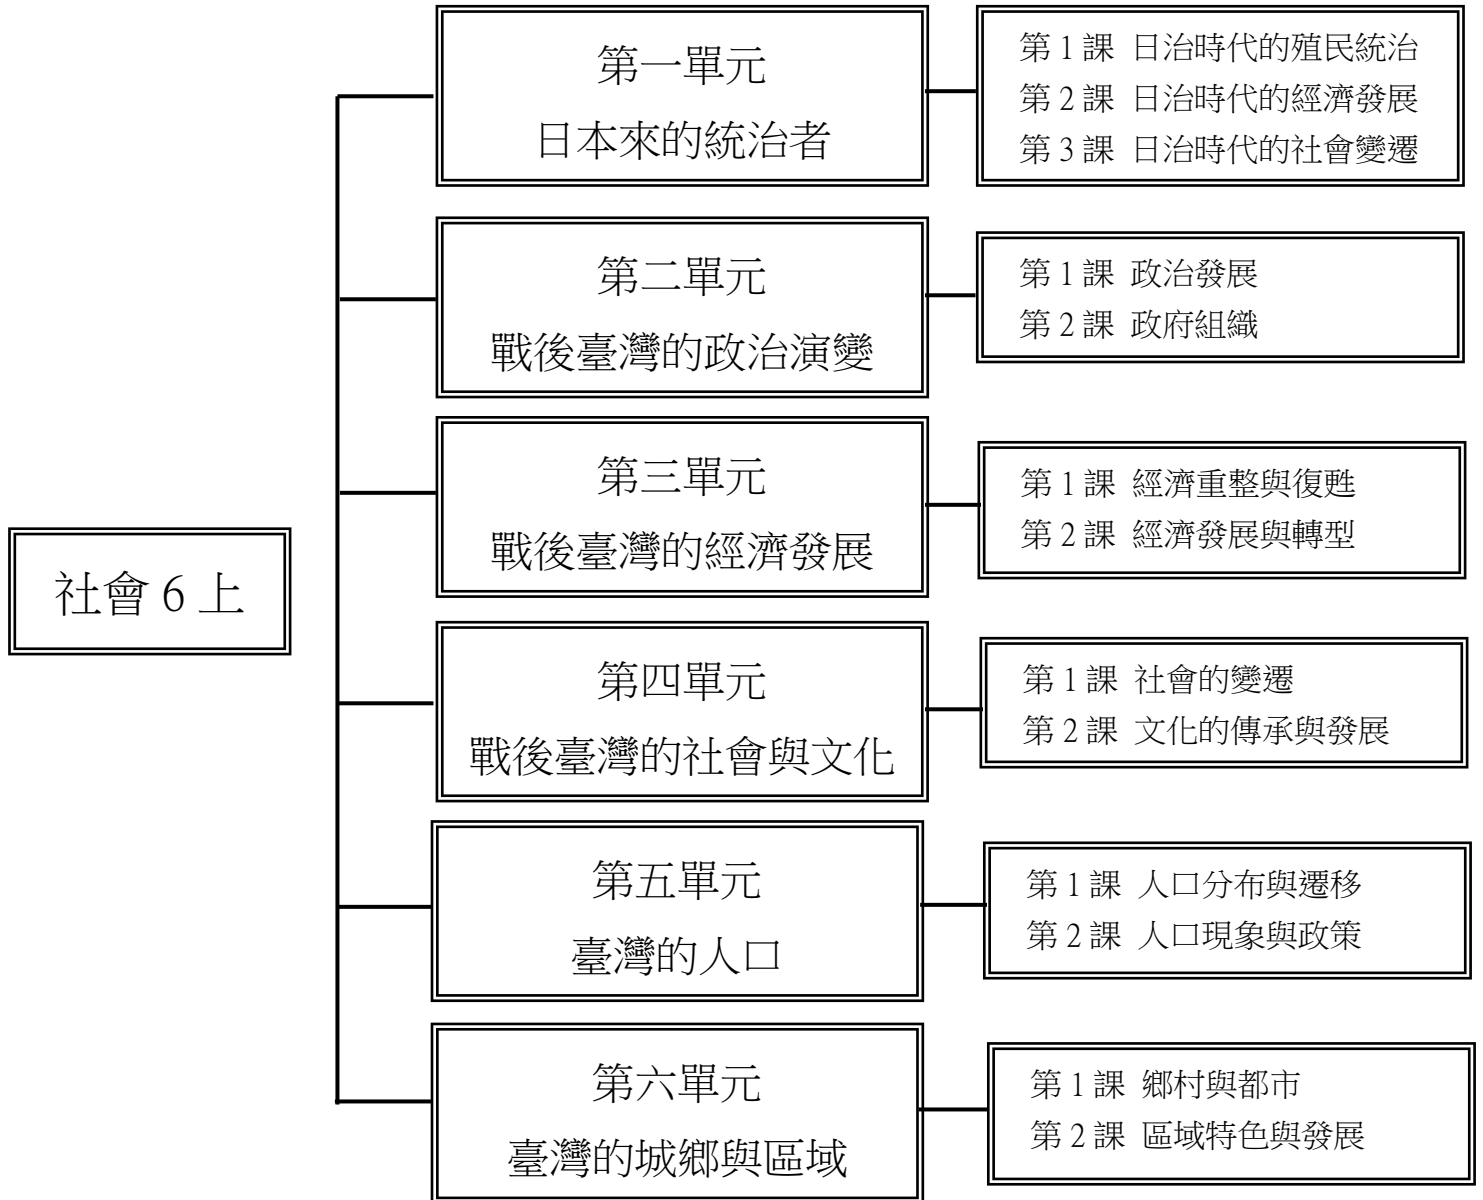 社會 6 上
第一單元
日本來的統治者
第 1 課 日治時代的殖民統治
第 2 課 日治時代的經濟發展
第 3 課 日治時代的社會變遷
第二單元
戰後臺灣的政治演變
第 1 課 政治發展
第 2 課 政府組織
第三單元
戰後臺灣的經濟發展
第 1 課 經濟重整與復甦
第 2 課 經濟發展與轉型
第四單元
戰後臺灣的社會與文化
第 1 課 社會的變遷
第 2 課 文化的傳承與發展
第五單元
臺灣的人口
第 1 課 人口分布與遷移
第 2 課 人口現象與政策
第六單元
臺灣的城鄉與區域
第 1 課 鄉村與都市
第 2 課 區域特色與發展